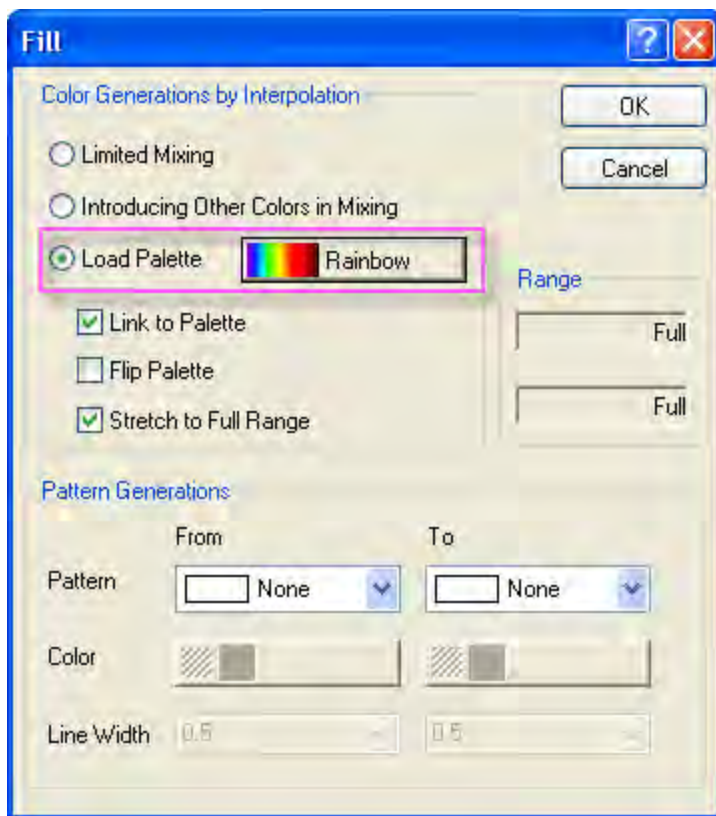 Fill
Color Generations by Interpolation
OK
Limited Mixing
Cancel
Introducing Other Colors in Mixing
Load Palette Rainbow
Range
Link to Palette
Full
Flip Palette
Stretch to Full Range
Full
Pattern Generations
From To
Pattern None None
Color
Line Width 0.5 0.5